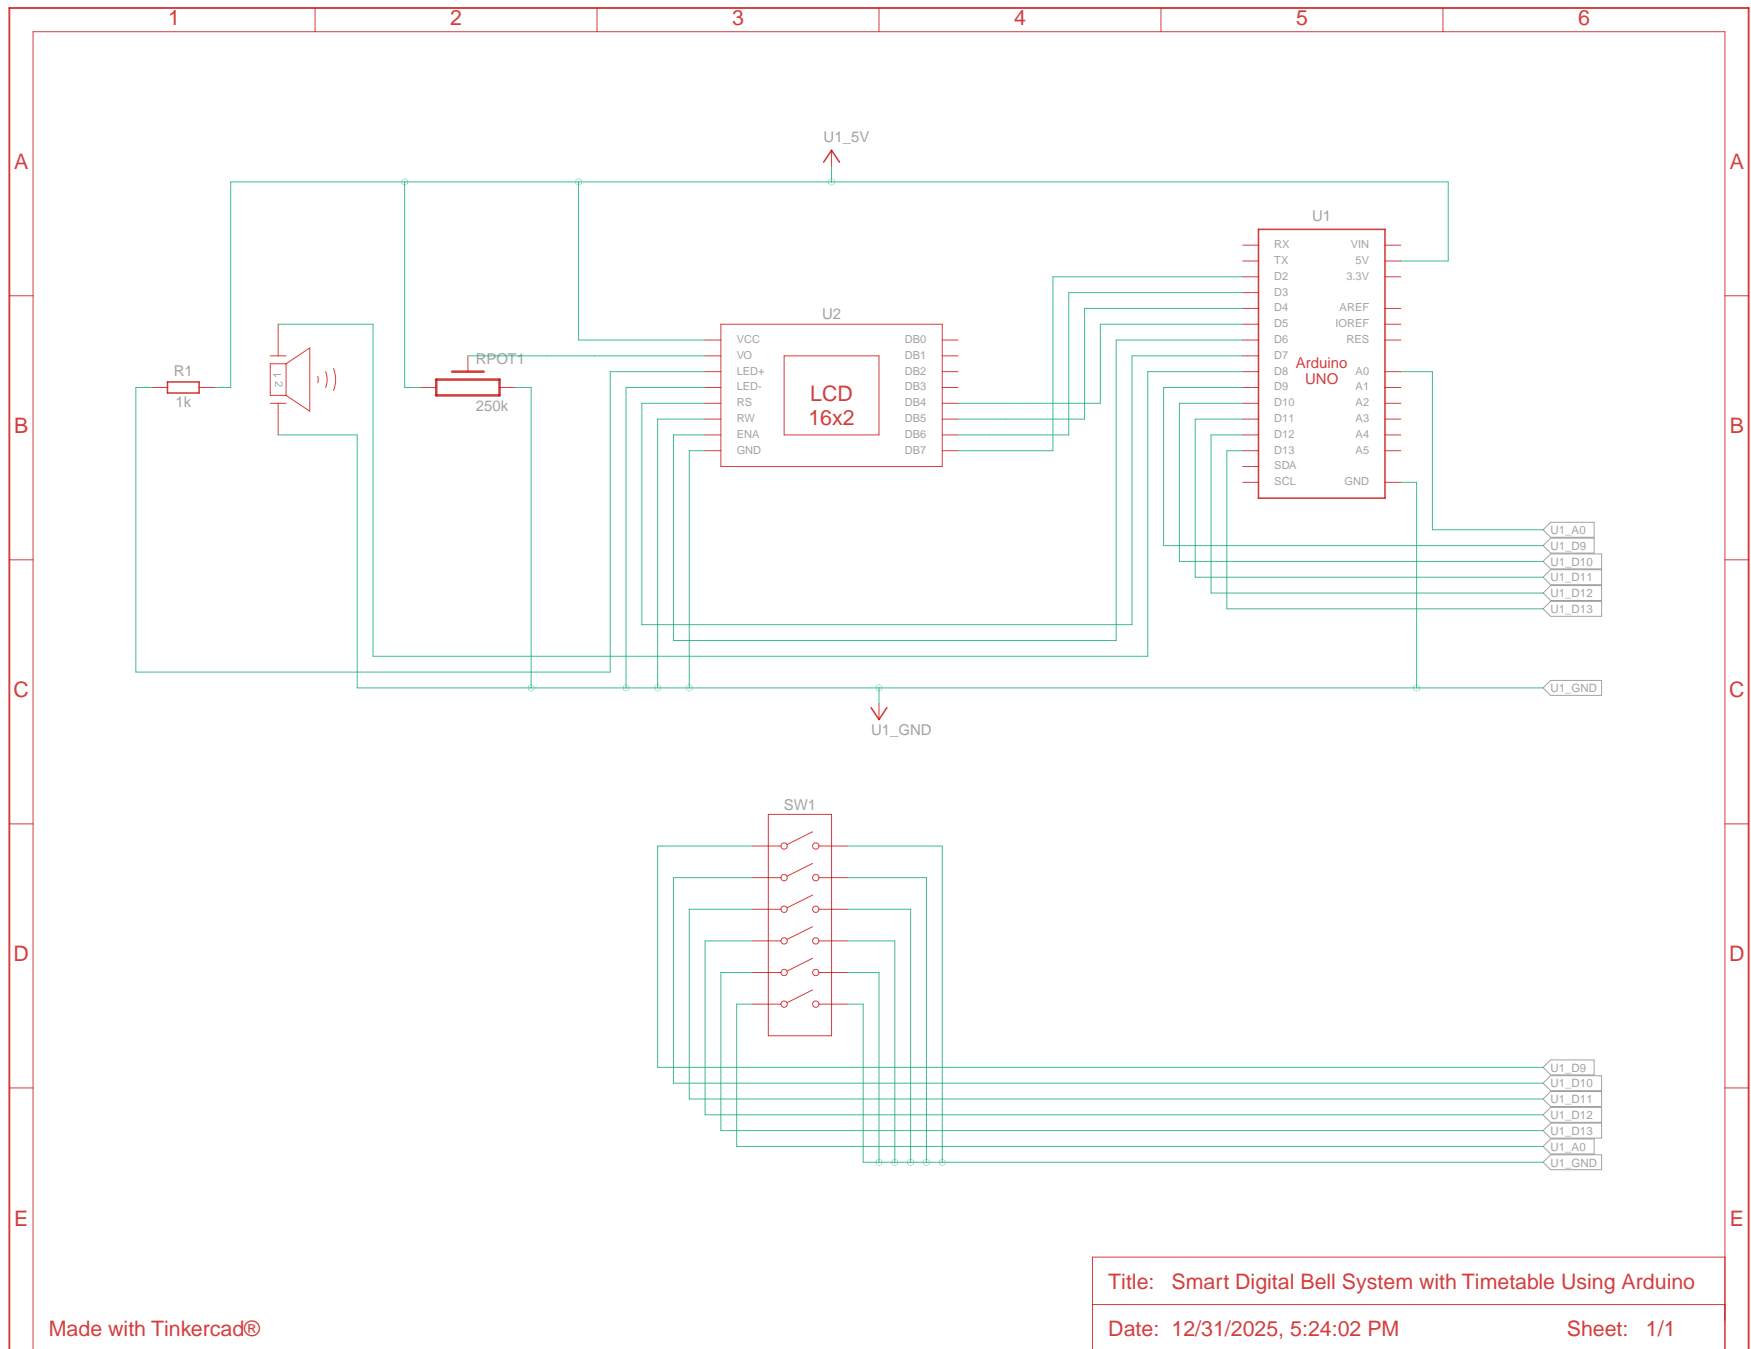 1 2 3 4 5 6
A A
U1_5V
U1
RX VIN
TX 5V
D2 3.3V
D3
D4 AREF
D5 IOREF
D6 RES
D7
D8 A0
D9 A1
D10 A2
D11 A3
D12 A4
D13 A5
SDA
SCL GND
Arduino
UNO
U2
VCC DB0
VO DB1
LED+ DB2
LED- DB3
RS DB4
RW DB5
ENA DB6
GND DB7
LCD
16x2
R1
1k
1 2
RPOT1
250k
B B
U1_A0
U1_D9
U1_D10
U1_D11
U1_D12
U1_D13
C C
U1_GND
U1_GND
SW1
D D
U1_D9
U1_D10
U1_D11
U1_D12
U1_D13
U1_A0
U1_GND
E E
Title: Smart Digital Bell System with Timetable Using Arduino
Made with Tinkercad®
Date: 12/31/2025, 5:24:02 PM Sheet: 1/1